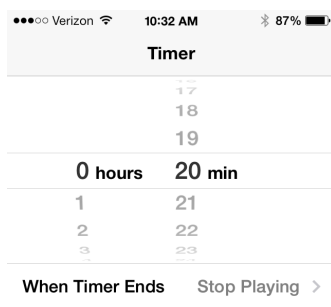 Verizon 10:32 AM 87%
Timer
17
18
19
0 hours 20 min
1 21
2 22
3 23
When Timer Ends Stop Playing >